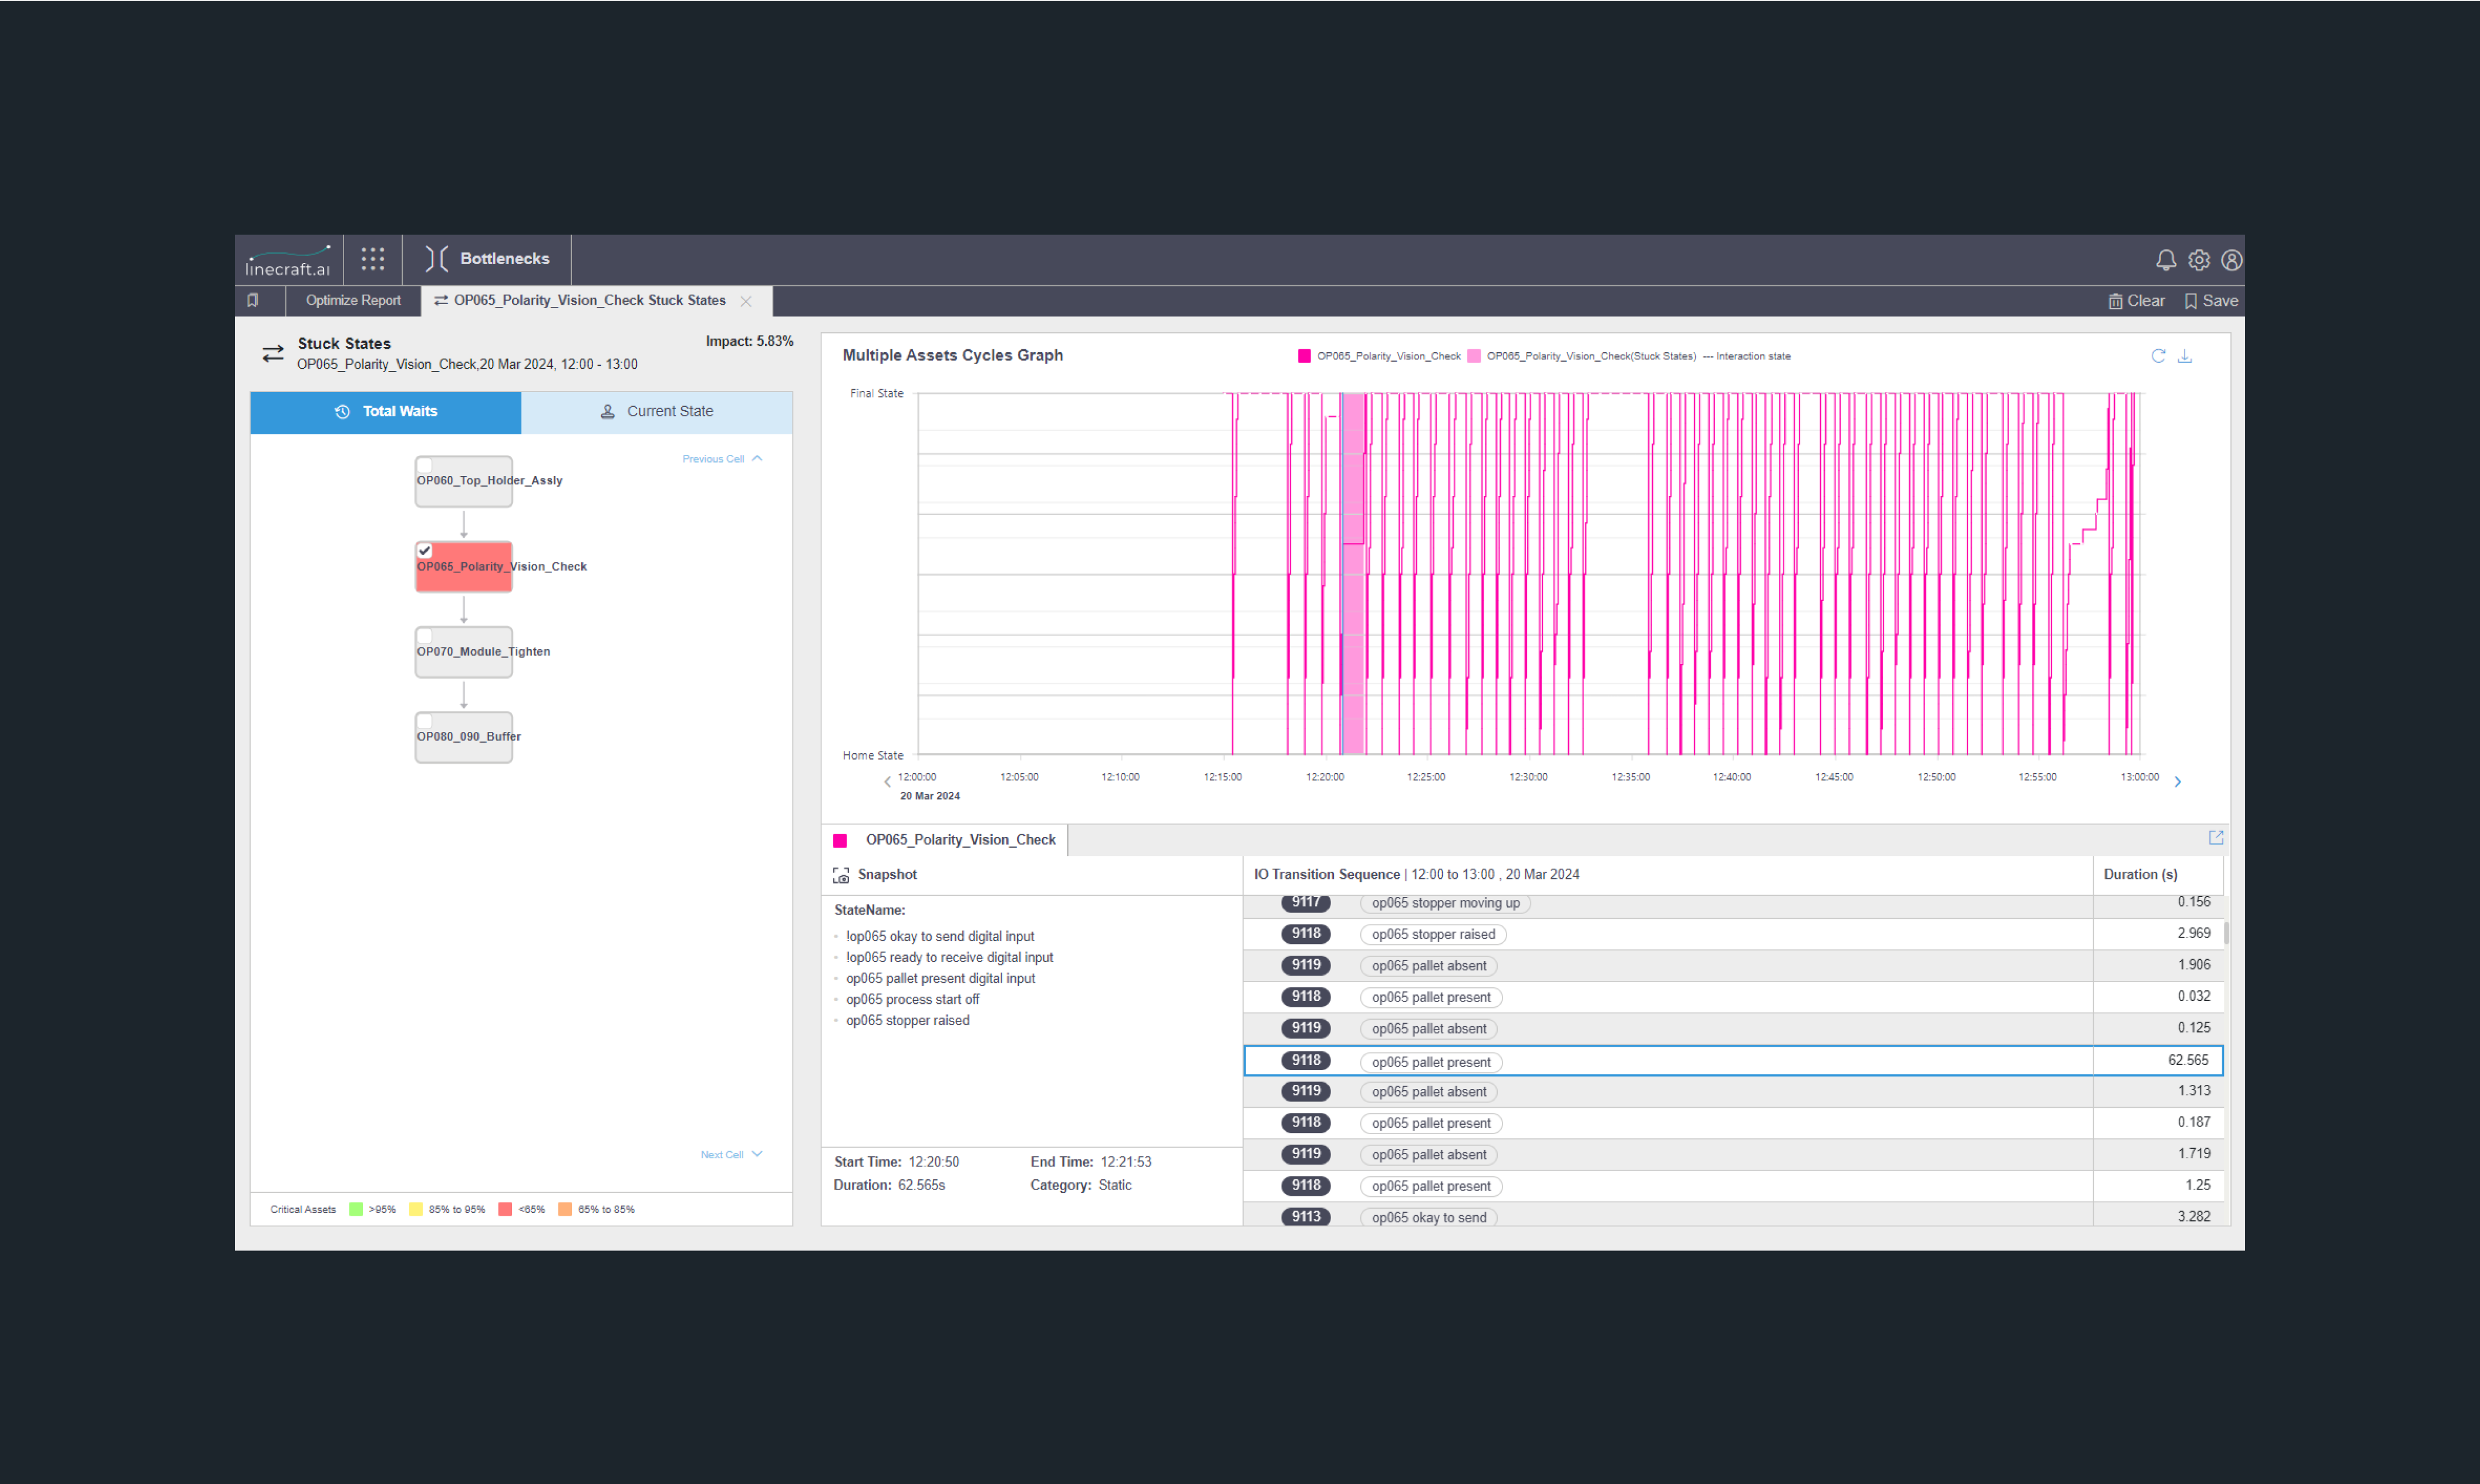 linecraft.ai
Bottlenecks
Optimize Report
OP065_Polarity_Vision_Check Stuck States
Clear
Save
Stuck States
Impact: 5.83%
OP065_Polarity_Vision_Check,20 Mar 2024, 12:00 - 13:00
Total Waits
Current State
Previous Cell
OP060_Top_Holder_Assly
OP065_Polarity_Vision_Check
OP070_Module_Tighten
OP080_090_Buffer
Next Cell
Critical Assets >95% 85% to 95% <65% 65% to 85%
Multiple Assets Cycles Graph
OP065_Polarity_Vision_Check OP065_Polarity_Vision_Check(Stuck States) --- Interaction state
Final State
Home State
12:00:00 12:05:00 12:10:00 12:15:00 12:20:00 12:25:00 12:30:00 12:35:00 12:40:00 12:45:00 12:50:00 12:55:00 13:00:00
20 Mar 2024
OP065_Polarity_Vision_Check
Snapshot
StateName:
!op065 okay to send digital input
!op065 ready to receive digital input
op065 pallet present digital input
op065 process start off
op065 stopper raised
Start Time: 12:20:50 End Time: 12:21:53
Duration: 62.565s Category: Static
IO Transition Sequence | 12:00 to 13:00 , 20 Mar 2024 Duration (s)
9117 op065 stopper moving up 0.156
9118 op065 stopper raised 2.969
9119 op065 pallet absent 1.906
9118 op065 pallet present 0.032
9119 op065 pallet absent 0.125
9118 op065 pallet present 62.565
9119 op065 pallet absent 1.313
9118 op065 pallet present 0.187
9119 op065 pallet absent 1.719
9118 op065 pallet present 1.25
9113 op065 okay to send 3.282